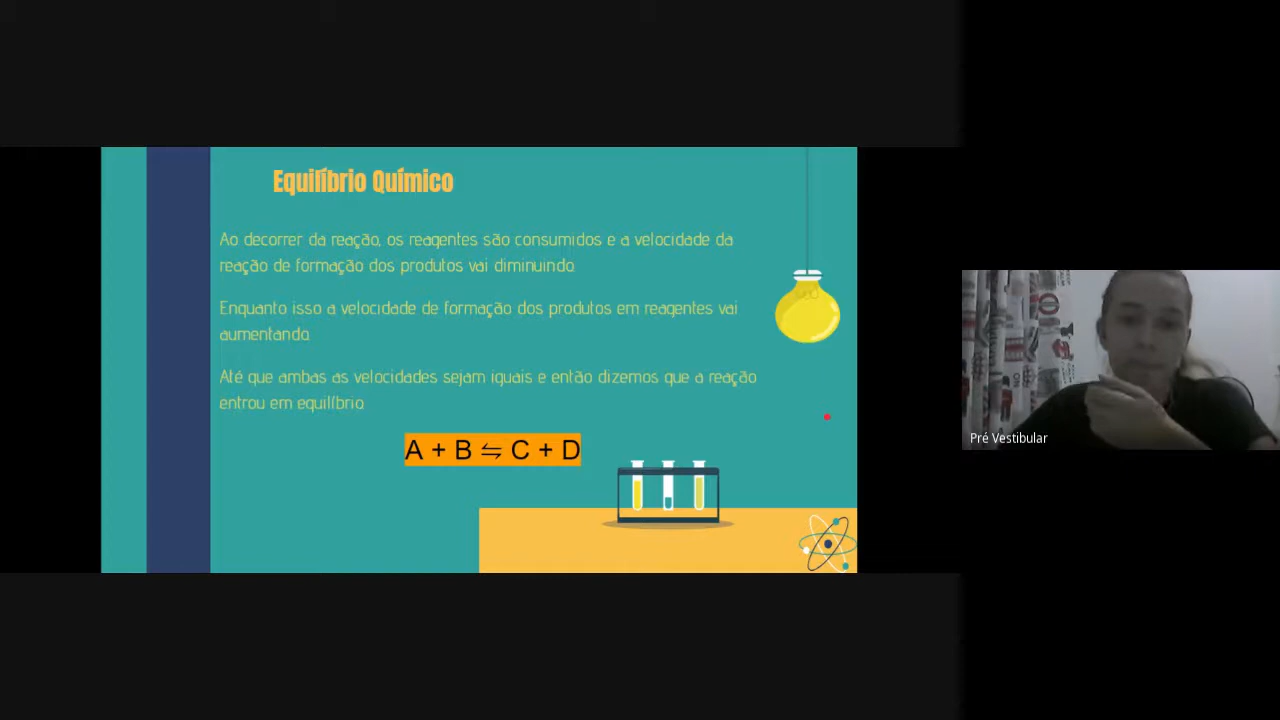 Equilíbrio Químico
Ao decorrer da reação, os reagentes são consumidos e a velocidade da
reação de formação dos produtos vai diminuindo.
Enquanto isso a velocidade de formação dos produtos em reagentes vai
aumentando.
Até que ambas as velocidades sejam iguais e então dizemos que a reação
entrou em equilíbrio.
A + B ⇋ C + D
Pré Vestibular